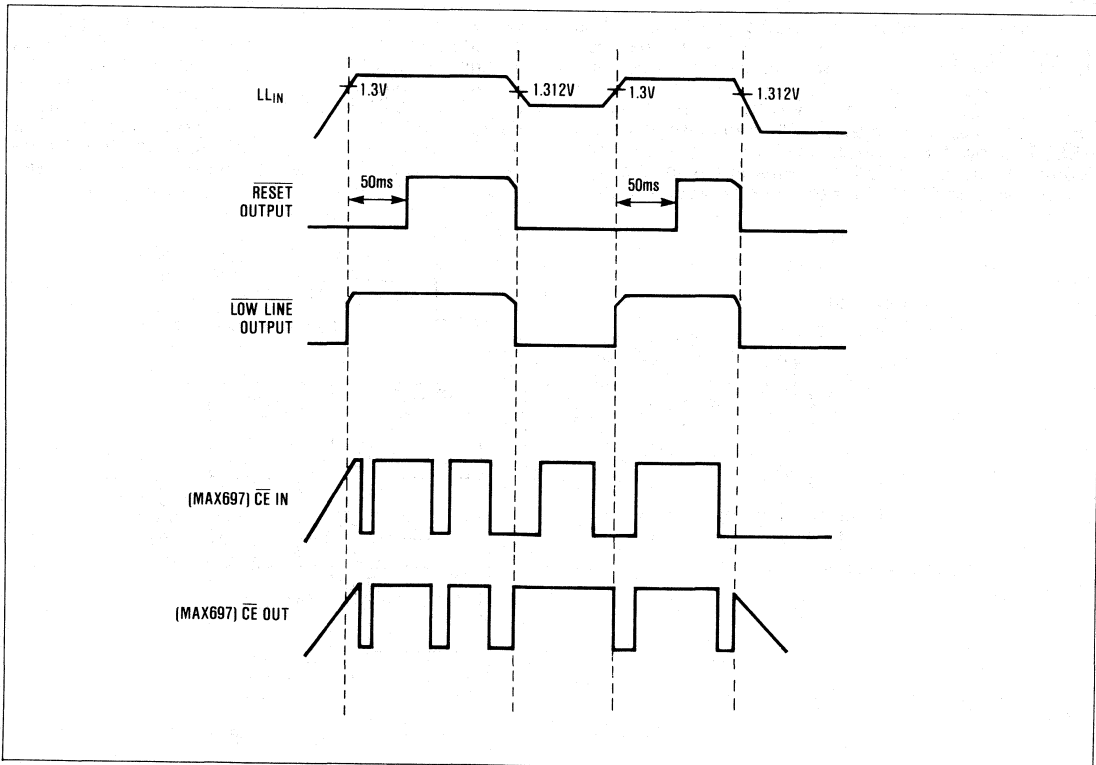 LLIN
1.3V
1.312V
1.3V
1.312V
RESET
OUTPUT
50ms
50ms
LOW LINE
OUTPUT
(MAX697) CE IN
(MAX697) CE OUT